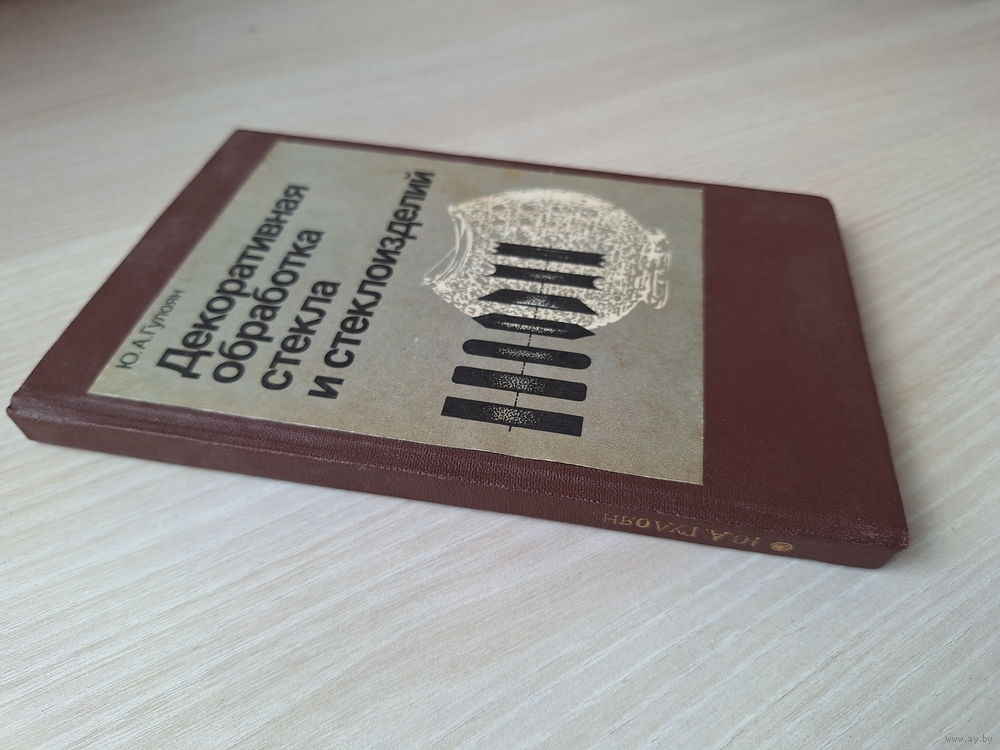 Ю.А.Гулоян
Декоративная
обработка
стекла
и стеклоизделий
Ю.А. ГУЛОЯН
www.ay.by